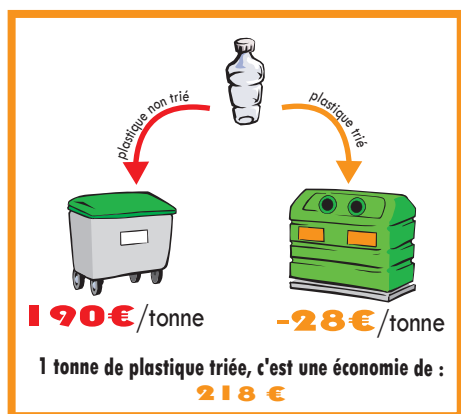 plastique non trié
plastique trié
190€/tonne
-28€/tonne
1 tonne de plastique triée, c'est une économie de :
218 €